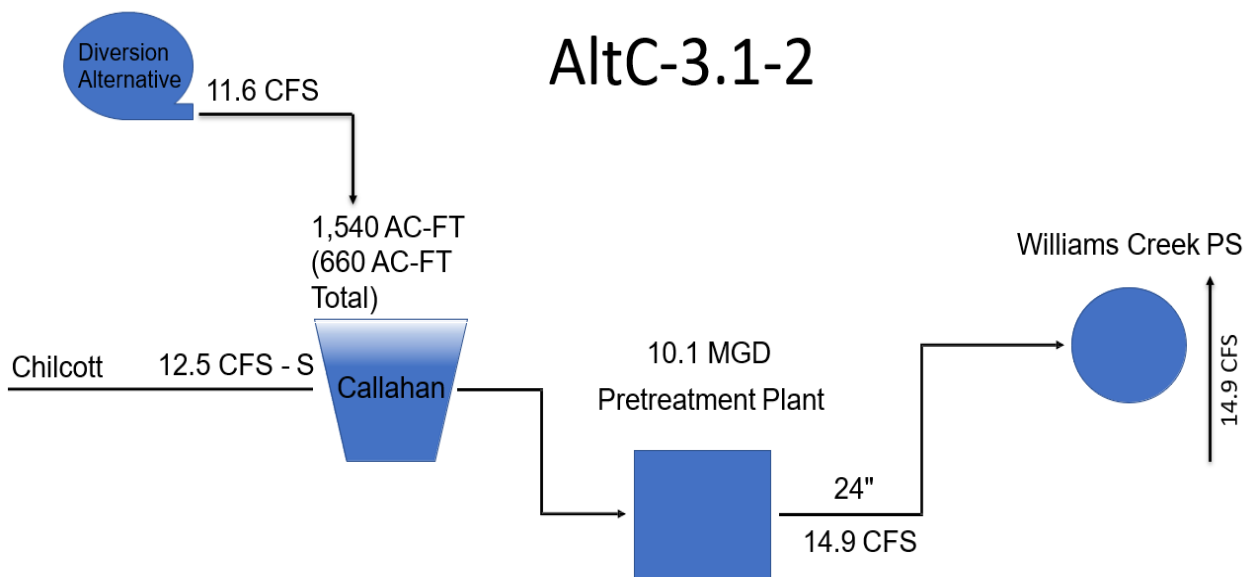 AltC-3.1-2
Diversion
Alternative
11.6 CFS
1,540 AC-FT
(660 AC-FT
Total)
Chilcott
12.5 CFS - S
Callahan
10.1 MGD
Pretreatment Plant
24"
14.9 CFS
Williams Creek PS
14.9 CFS